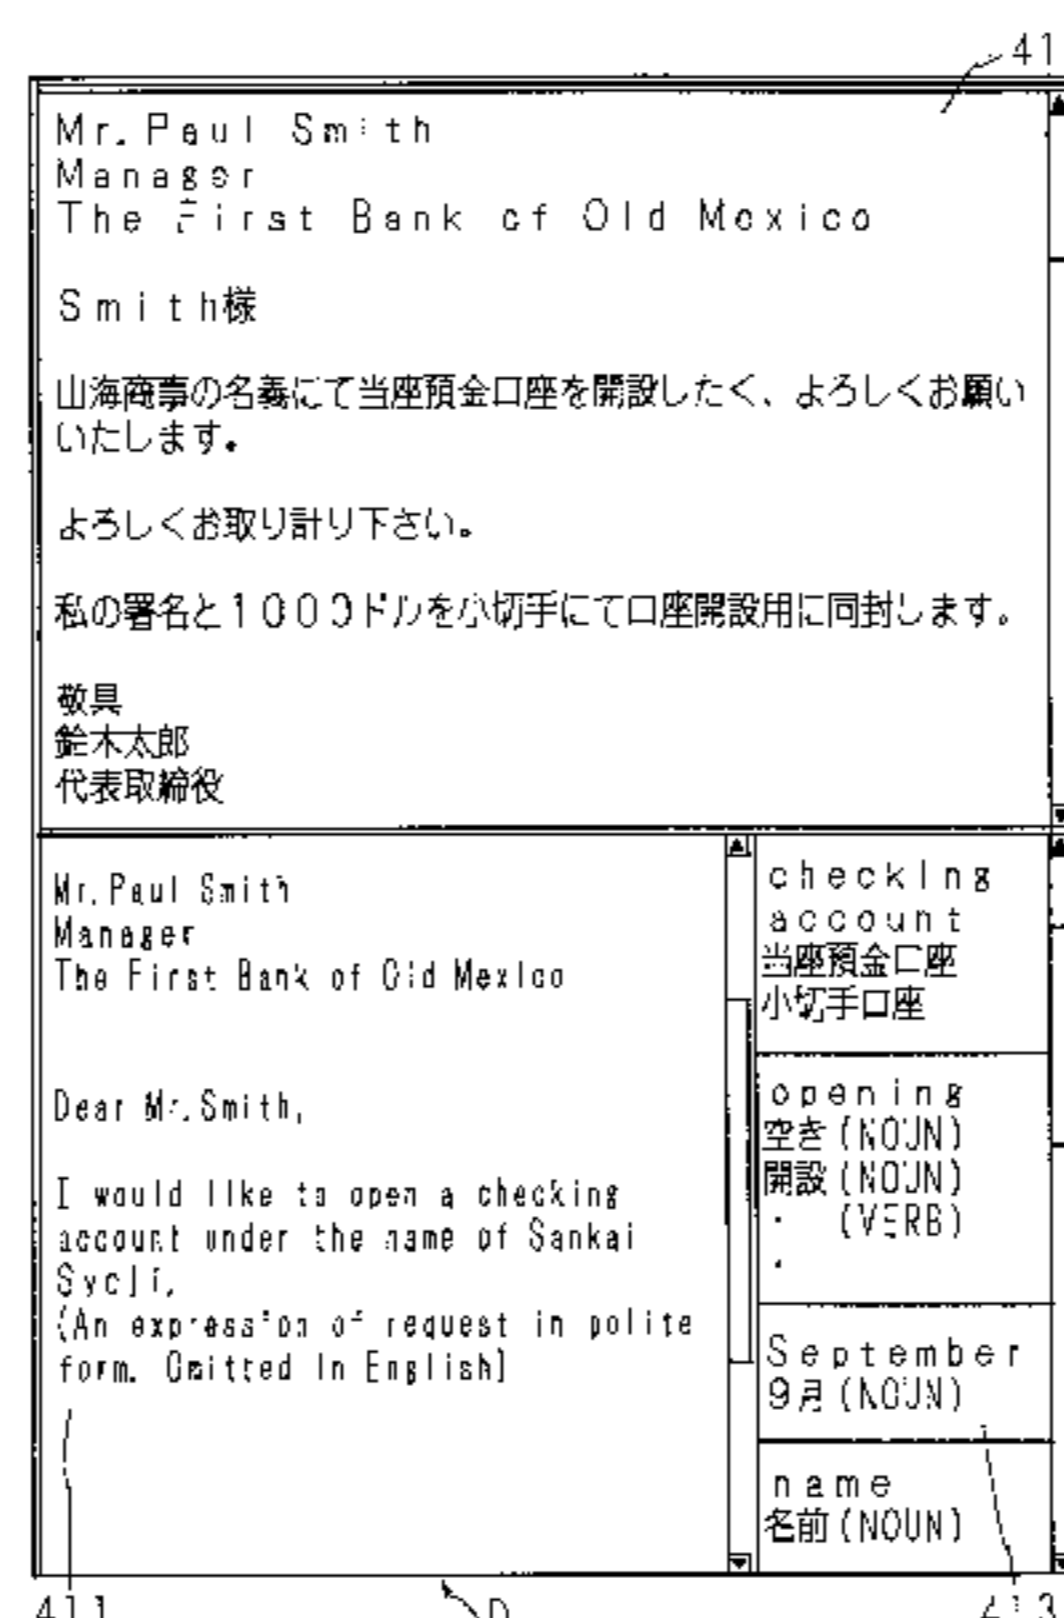 41
Mr. Paul Smith
Manager
The First Bank of Old Mexico
Smith様
山海商事の名義にて当座預金口座を開設したく、よろしくお願い
いたします。
よろしくお取り計り下さい。
私の署名と1000ドルを小切手にて口座開設用に同封します。
敬具
鈴木太郎
代表取締役
Mr. Paul Smith
Manager
The First Bank of Old Mexico
Dear Mr. Smith,
I would like to open a checking
account under the name of Sankai
Syoji,
(An expression of request in polite
form. Omitted in English)
checking
account
当座預金口座
小切手口座
opening
空き (NOUN)
開設 (NOUN)
・ (VERB)
・
September
9月 (NOUN)
name
名前 (NOUN)
411
D
413